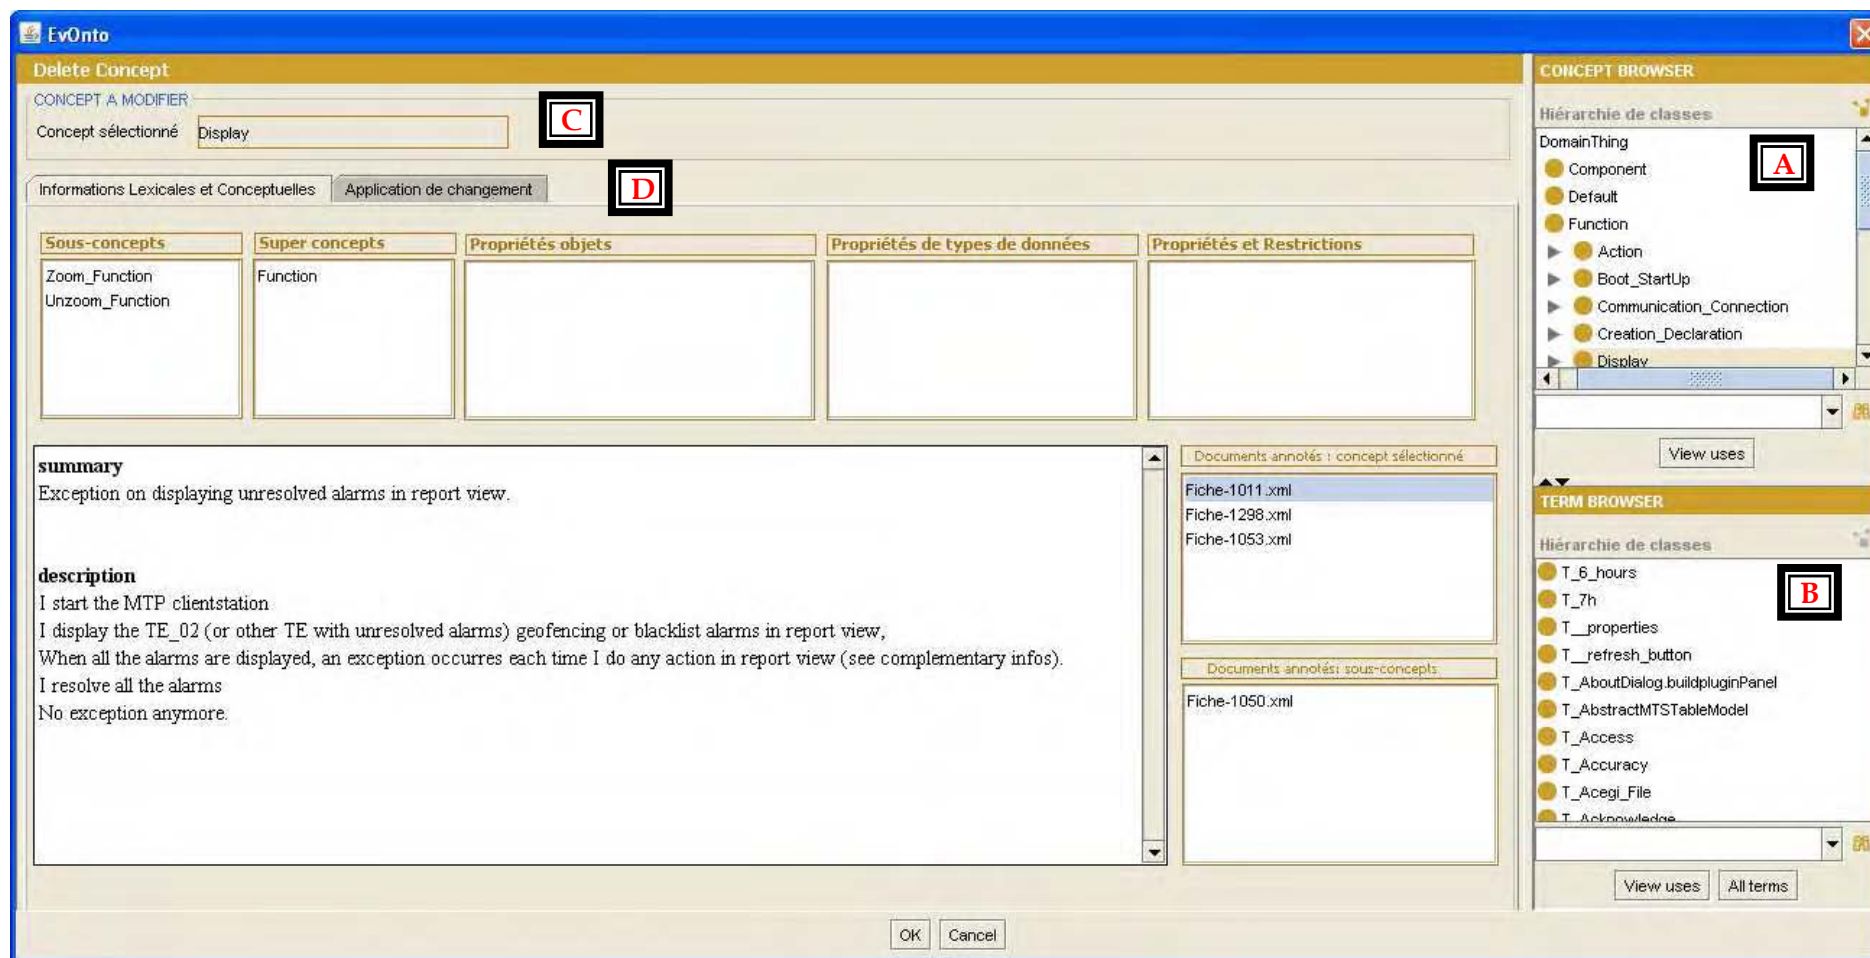 EvOnto
Delete Concept
CONCEPT A MODIFIER
Concept sélectionné Display
C
Informations Lexicales et Conceptuelles Application de changement
D
Sous-concepts Super concepts Propriétés objets Propriétés de types de données Propriétés et Restrictions
Zoom_Function Function
Unzoom_Function
summary
Exception on displaying unresolved alarms in report view.
description
I start the MTP clientstation
I display the TE_02 (or other TE with unresolved alarms) geofencing or blacklist alarms in report view,
When all the alarms are displayed, an exception occurres each time I do any action in report view (see complementary infos).
I resolve all the alarms
No exception anymore.
Documents annotés : concept sélectionné
Fiche-1011.xml
Fiche-1298.xml
Fiche-1053.xml
Documents annotés: sous-concepts
Fiche-1050.xml
CONCEPT BROWSER
Hiérarchie de classes
A
DomainThing
Component
Default
Function
Action
Boot_StartUp
Communication_Connection
Creation_Declaration
Display
View uses
TERM BROWSER
Hiérarchie de classes
B
T_6_hours
T_7h
T__properties
T__refresh_button
T_AboutDialog.buildpluginPanel
T_AbstractMTSTableModel
T_Access
T_Accuracy
T_Acegi_File
T_Acknowledge
View uses All terms
OK Cancel